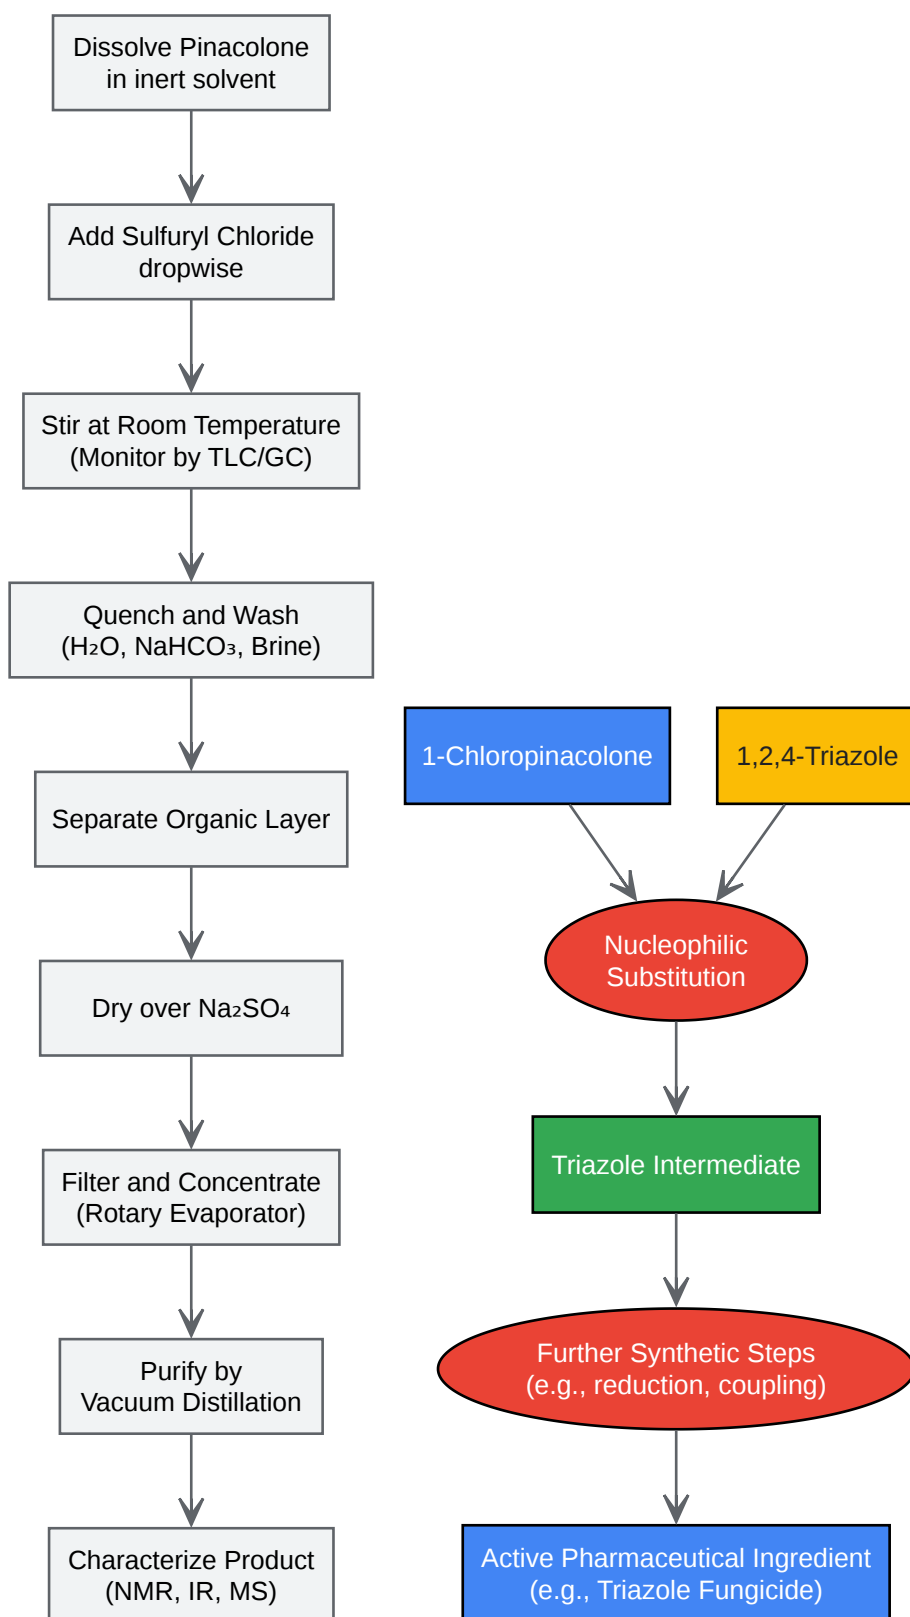 Dissolve Pinacolone
in inert solvent
Add Sulfuryl Chloride
dropwise
Stir at Room Temperature
(Monitor by TLC/GC)
Quench and Wash
(H₂O, NaHCO₃, Brine)
Separate Organic Layer
Dry over Na₂SO₄
Filter and Concentrate
(Rotary Evaporator)
Purify by
Vacuum Distillation
Characterize Product
(NMR, IR, MS)
1-Chloropinacolone
1,2,4-Triazole
Nucleophilic
Substitution
Triazole Intermediate
Further Synthetic Steps
(e.g., reduction, coupling)
Active Pharmaceutical Ingredient
(e.g., Triazole Fungicide)